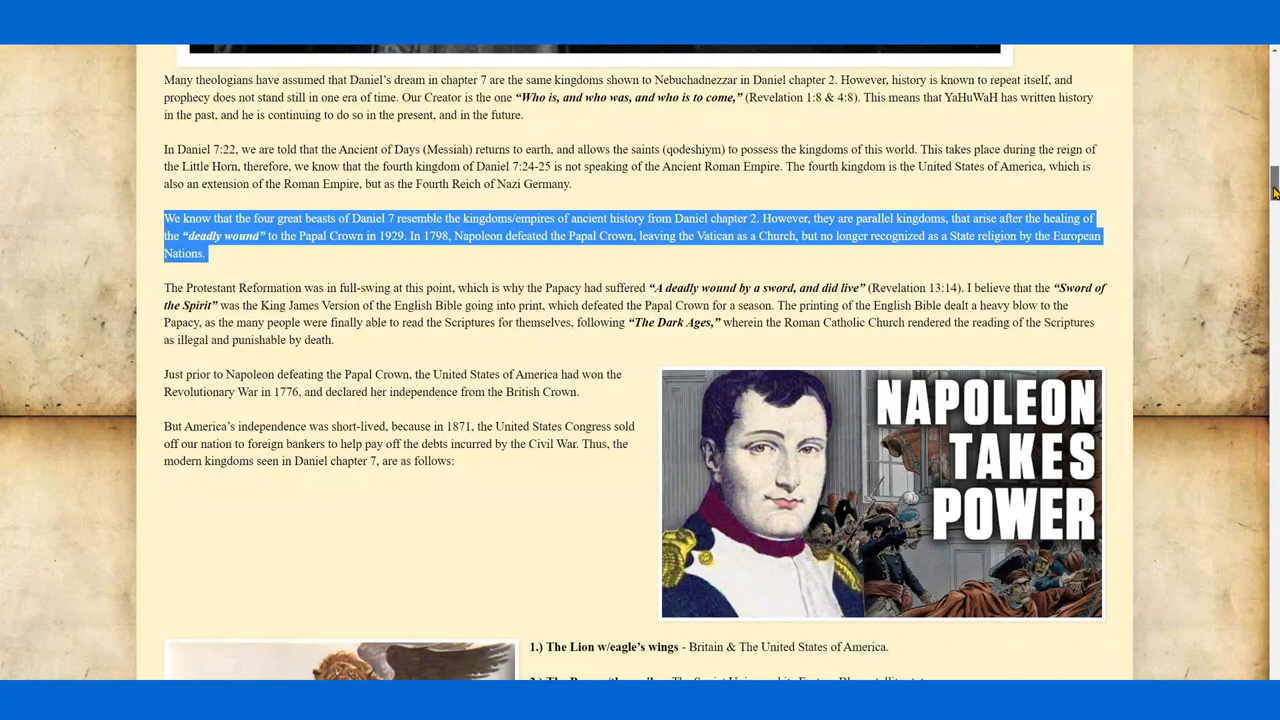 Many theologians have assumed that Daniel’s dream in chapter 7 are the same kingdoms shown to Nebuchadnezzar in Daniel chapter 2. However, history is known to repeat itself, and
prophecy does not stand still in one era of time. Our Creator is the one “Who is, and who was, and who is to come,” (Revelation 1:8 & 4:8). This means that YaHuWaH has written history
in the past, and he is continuing to do so in the present, and in the future.
In Daniel 7:22, we are told that the Ancient of Days (Messiah) returns to earth, and allows the saints (qodeshiym) to possess the kingdoms of this world. This takes place during the reign of
the Little Horn, therefore, we know that the fourth kingdom of Daniel 7:24-25 is not speaking of the Ancient Roman Empire. The fourth kingdom is the United States of America, which is
also an extension of the Roman Empire, but as the Fourth Reich of Nazi Germany.
We know that the four great beasts of Daniel 7 resemble the kingdoms/empires of ancient history from Daniel chapter 2. However, they are parallel kingdoms, that arise after the healing of
the “deadly wound” to the Papal Crown in 1929. In 1798, Napoleon defeated the Papal Crown, leaving the Vatican as a Church, but no longer recognized as a State religion by the European
Nations.
The Protestant Reformation was in full-swing at this point, which is why the Papacy had suffered “A deadly wound by a sword, and did live” (Revelation 13:14). I believe that the “Sword of
the Spirit” was the King James Version of the English Bible going into print, which defeated the Papal Crown for a season. The printing of the English Bible dealt a heavy blow to the
Papacy, as the many people were finally able to read the Scriptures for themselves, following “The Dark Ages,” wherein the Roman Catholic Church rendered the reading of the Scriptures
as illegal and punishable by death.
Just prior to Napoleon defeating the Papal Crown, the United States of America had won the
Revolutionary War in 1776, and declared her independence from the British Crown.
But America’s independence was short-lived, because in 1871, the United States Congress sold
off our nation to foreign bankers to help pay off the debts incurred by the Civil War. Thus, the
modern kingdoms seen in Daniel chapter 7, are as follows:
NAPOLEON
TAKES
POWER
1.) The Lion w/eagle’s wings - Britain & The United States of America.